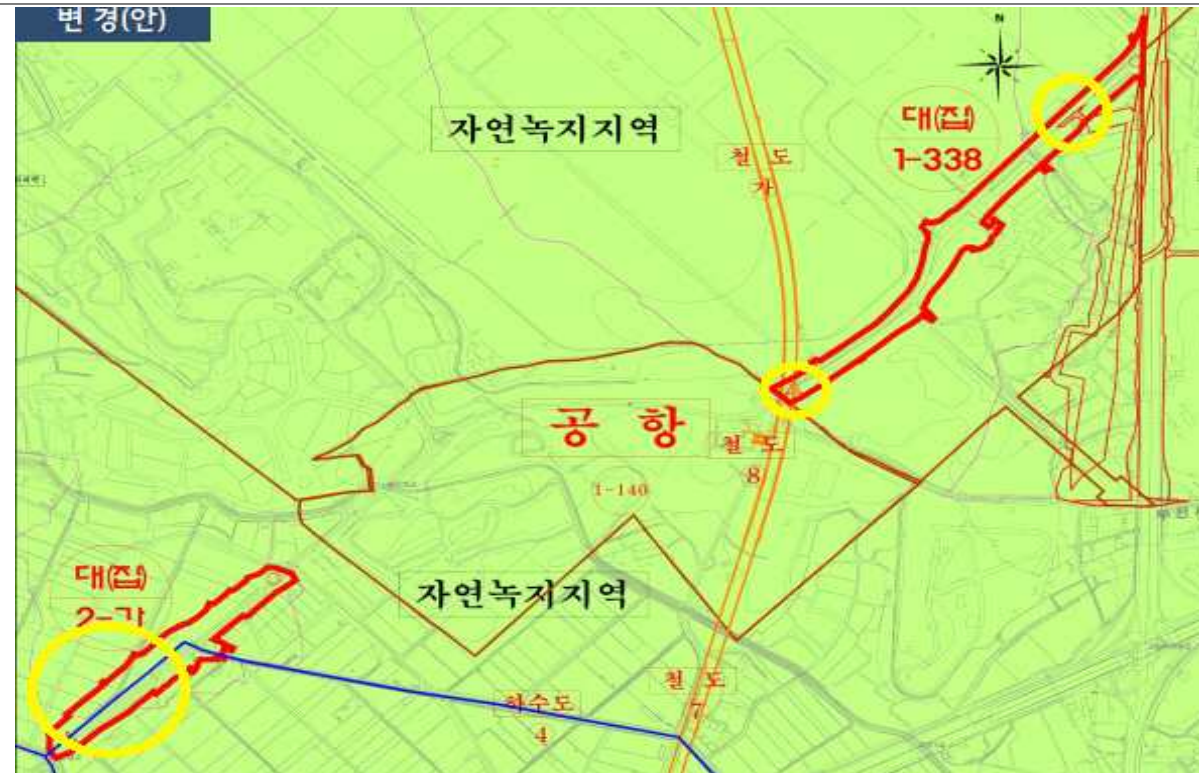 변 경(안)
N
자연녹지지역
철 도
가
대(집)
1-338
공 항
철 도
8
1-140
대(집)
2-가
자연녹지지역
철 도
7
하수도
4